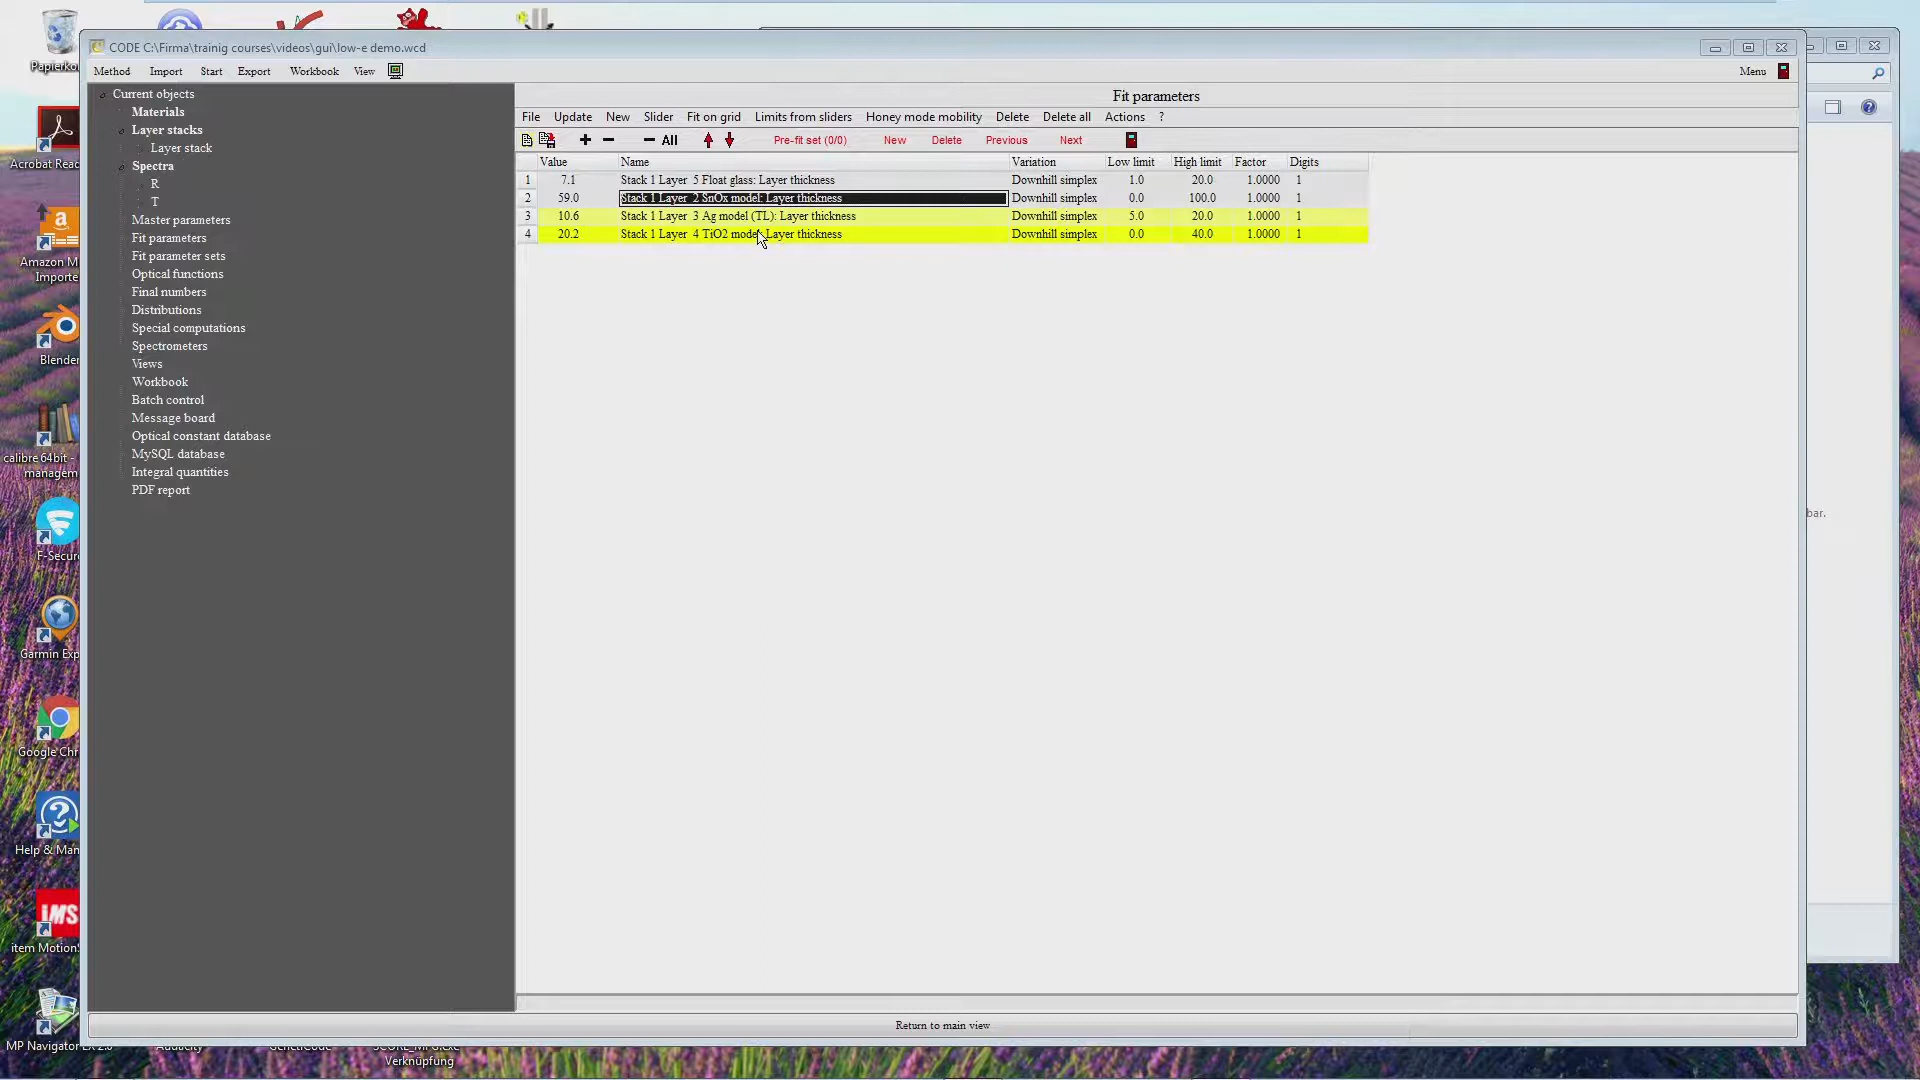 Papierko
CODE C:\Firma\trainig courses\videos\gui\low-e demo.wcd
Method Import Start Export Workbook View
Menu
Current objects
Materials
Layer stacks
Layer stack
Spectra
R
T
Master parameters
Fit parameters
Fit parameter sets
Optical functions
Final numbers
Distributions
Special computations
Spectrometers
Views
Workbook
Batch control
Message board
Optical constant database
MySQL database
Integral quantities
PDF report
Fit parameters
File Update New Slider Fit on grid Limits from sliders Honey mode mobility Delete Delete all Actions ?
+ − − All Pre-fit set (0/0) New Delete Previous Next
Value Name Variation Low limit High limit Factor Digits
1 7.1 Stack 1 Layer 5 Float glass: Layer thickness Downhill simplex 1.0 20.0 1.0000 1
2 59.0 Stack 1 Layer 2 SnOx model: Layer thickness Downhill simplex 0.0 100.0 1.0000 1
3 10.6 Stack 1 Layer 3 Ag model (TL): Layer thickness Downhill simplex 5.0 20.0 1.0000 1
4 20.2 Stack 1 Layer 4 TiO2 model: Layer thickness Downhill simplex 0.0 40.0 1.0000 1
Return to main view
Acrobat Read
Amazon M
Importe
Blender
calibre 64bit -
managem
F-Secure
Garmin Exp
Google Chr
Help & Man
IMS
item Motion
MP Navigator EX 2.0
Audacity
Verknüpfung
bar.